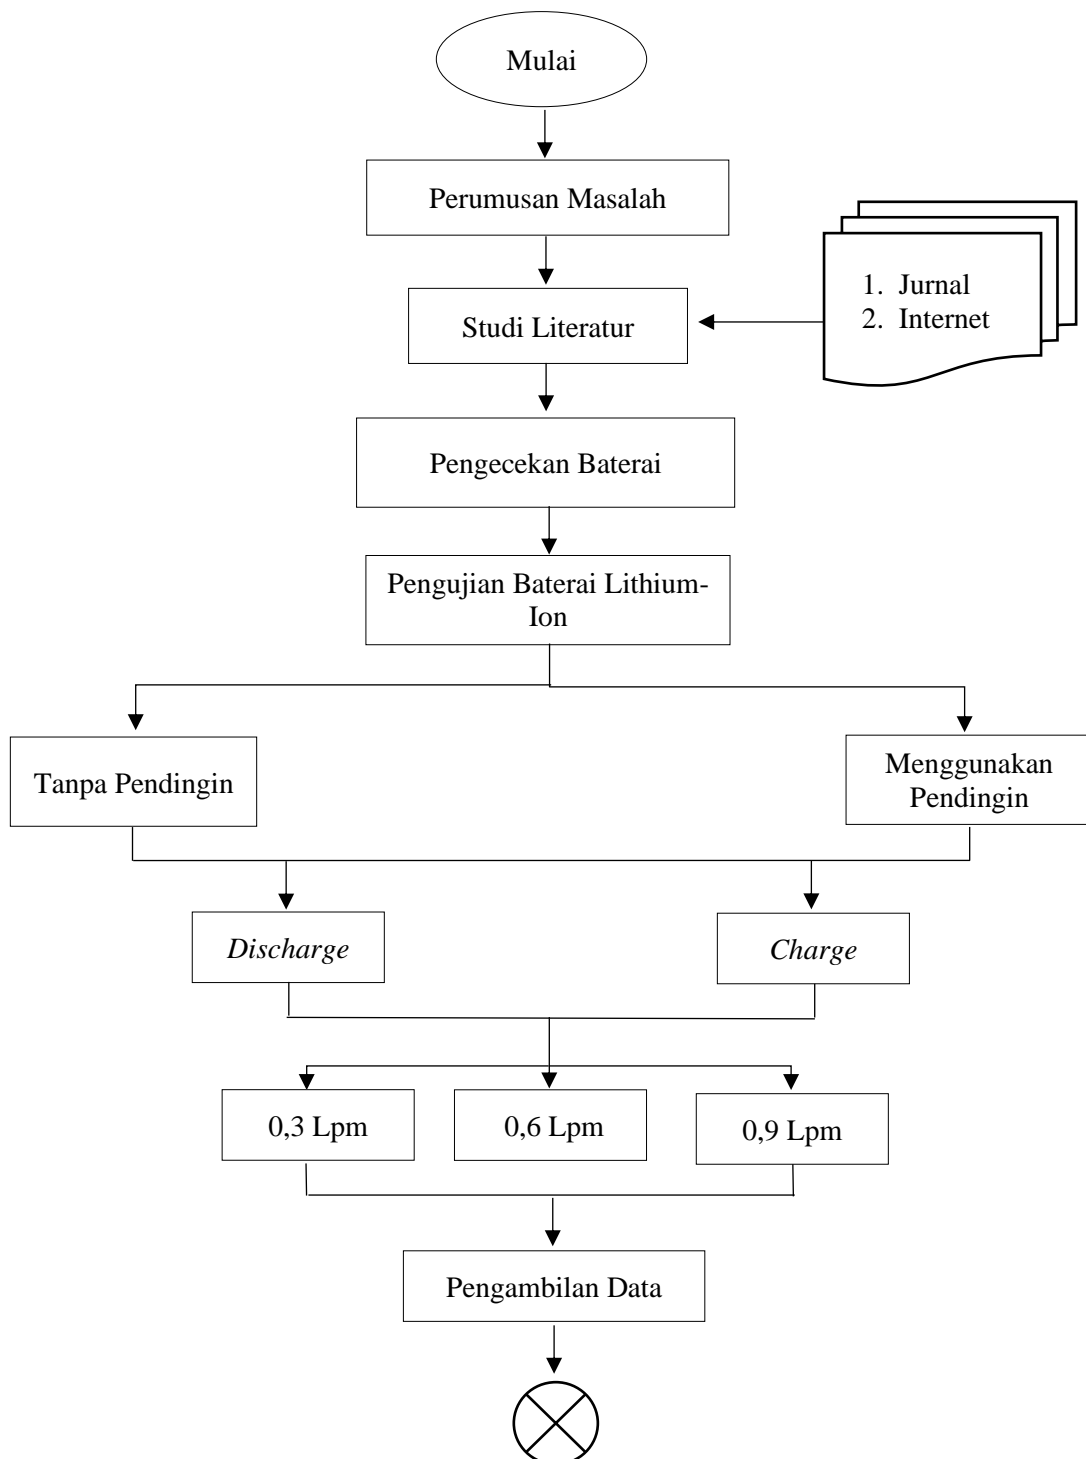 Mulai
Perumusan Masalah
1. Jurnal
2. Internet
Studi Literatur
Pengecekan Baterai
Pengujian Baterai Lithium-
Ion
Tanpa Pendingin
Menggunakan
Pendingin
Discharge
Charge
0,3 Lpm
0,6 Lpm
0,9 Lpm
Pengambilan Data